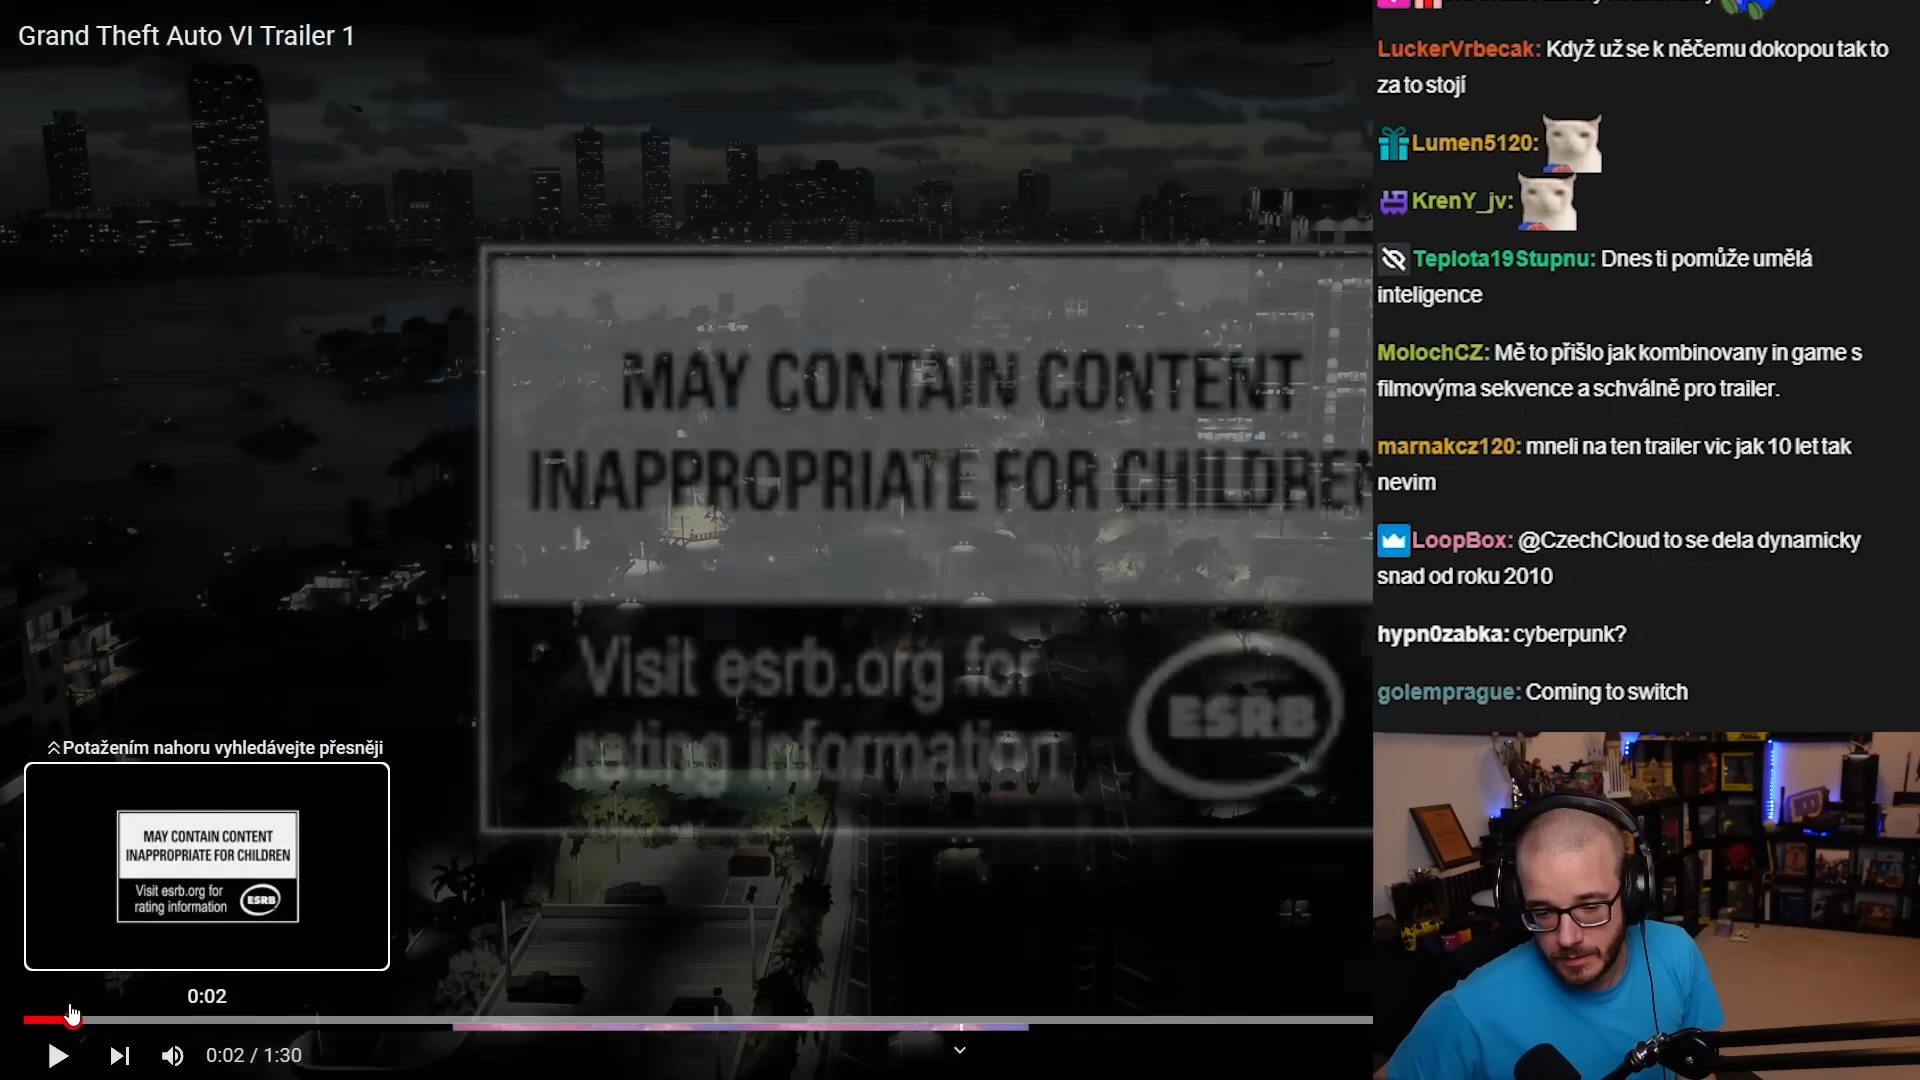 Grand Theft Auto VI Trailer 1
LuckerVrbecak: Když už se k něčemu dokopou tak to
za to stojí
Lumen5120:
KrenY_jv:
Teplota19Stupnu: Dnes ti pomůže umělá
inteligence
MolochCZ: Mě to přišlo jak kombinovany in game s
filmovýma sekvence a schválně pro trailer.
marnakcz120: mneli na ten trailer vic jak 10 let tak
nevim
LoopBox: @CzechCloud to se dela dynamicky
snad od roku 2010
hypn0zabka: cyberpunk?
golemprague: Coming to switch
MAY CONTAIN CONTENT
INAPPROPRIATE FOR CHILDREN
Visit esrb.org for
rating information
ESRB
Potažením nahoru vyhledávejte přesněji
MAY CONTAIN CONTENT
INAPPROPRIATE FOR CHILDREN
Visit esrb.org for
rating information
ESRB
0:02
0:02 / 1:30